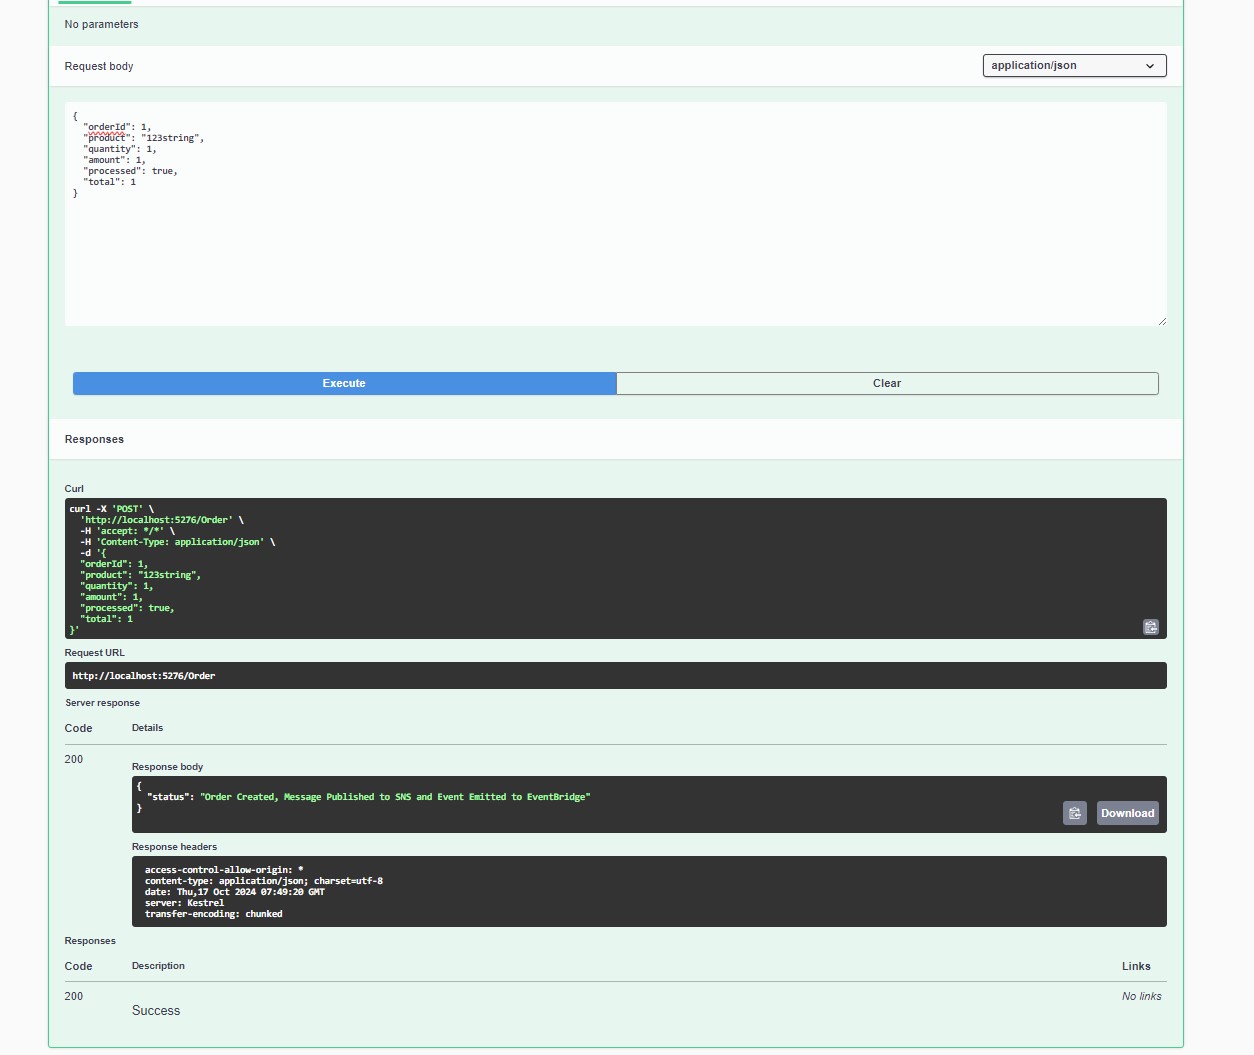 No parameters
Request body
application/json
{
"orderId": 1,
"product": "123string",
"quantity": 1,
"amount": 1,
"processed": true,
"total": 1
}
Execute
Clear
Responses
Curl
curl -X 'POST' \
'http://localhost:5276/Order' \
-H 'accept: */*' \
-H 'Content-Type: application/json' \
-d '{
"orderId": 1,
"product": "123string",
"quantity": 1,
"amount": 1,
"processed": true,
"total": 1
}'
Request URL
http://localhost:5276/Order
Server response
Code Details
200
Response body
{
"status": "Order Created, Message Published to SNS and Event Emitted to EventBridge"
}
Download
Response headers
access-control-allow-origin: *
content-type: application/json; charset=utf-8
date: Thu,17 Oct 2024 07:49:20 GMT
server: Kestrel
transfer-encoding: chunked
Responses
Code Description Links
200 No links
Success